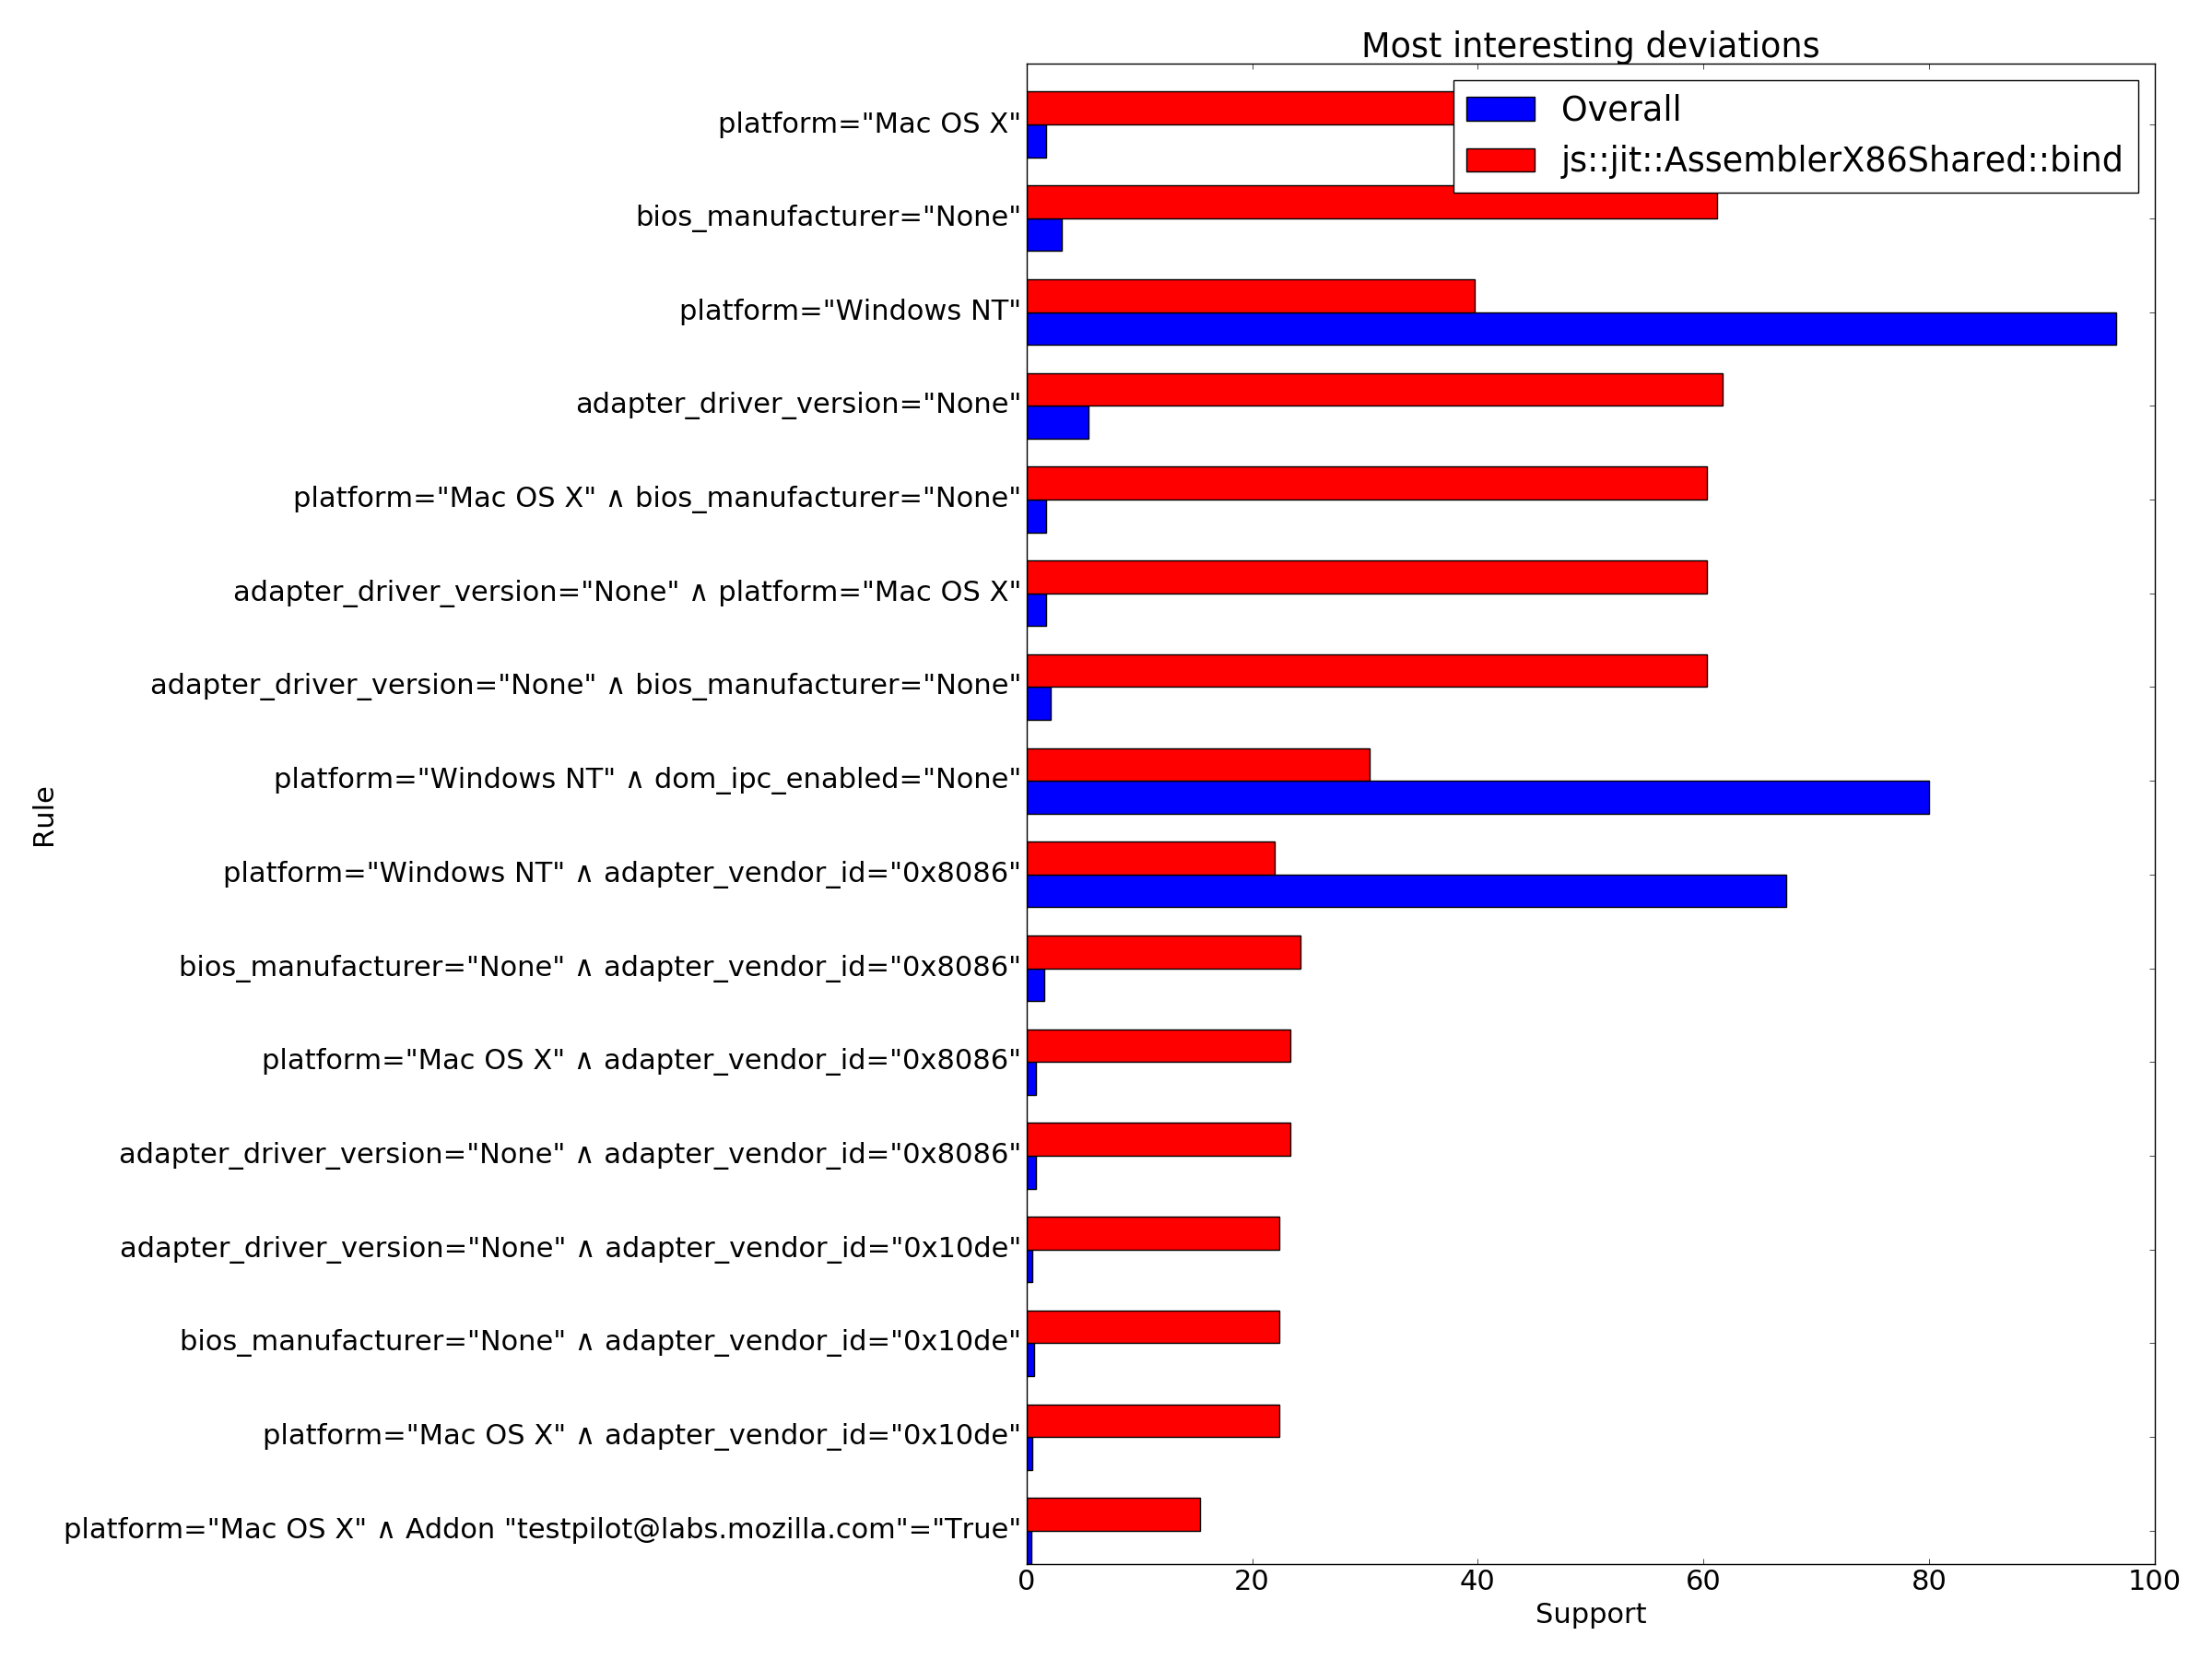 Most interesting deviations
Overall
js::jit::AssemblerX86Shared::bind
platform="Mac OS X"
bios_manufacturer="None"
platform="Windows NT"
adapter_driver_version="None"
platform="Mac OS X" ∧ bios_manufacturer="None"
adapter_driver_version="None" ∧ platform="Mac OS X"
adapter_driver_version="None" ∧ bios_manufacturer="None"
platform="Windows NT" ∧ dom_ipc_enabled="None"
platform="Windows NT" ∧ adapter_vendor_id="0x8086"
bios_manufacturer="None" ∧ adapter_vendor_id="0x8086"
platform="Mac OS X" ∧ adapter_vendor_id="0x8086"
adapter_driver_version="None" ∧ adapter_vendor_id="0x8086"
adapter_driver_version="None" ∧ adapter_vendor_id="0x10de"
bios_manufacturer="None" ∧ adapter_vendor_id="0x10de"
platform="Mac OS X" ∧ adapter_vendor_id="0x10de"
platform="Mac OS X" ∧ Addon "testpilot@labs.mozilla.com"="True"
Rule
0 20 40 60 80 100
Support